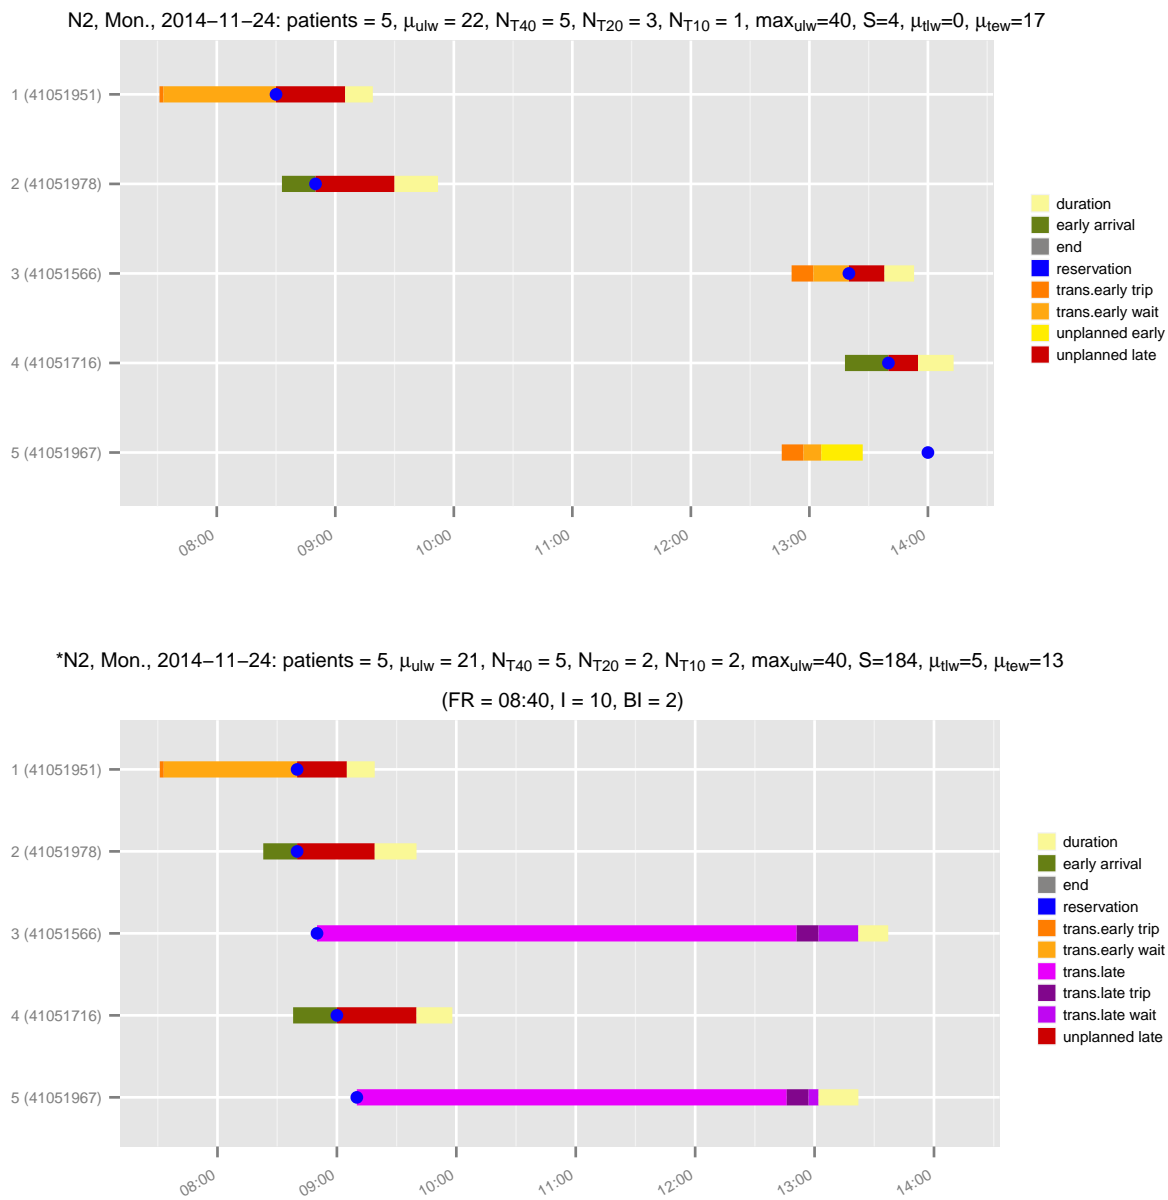 N2, Mon., 2014−11−24: patients = 5, μulw = 22, NT40 = 5, NT20 = 3, NT10 = 1, maxulw=40, S=4, μtlw=0, μtew=17
1 (41051951)
2 (41051978)
3 (41051566)
4 (41051716)
5 (41051967)
08:00 09:00 10:00 11:00 12:00 13:00 14:00
duration
early arrival
end
reservation
trans.early trip
trans.early wait
unplanned early
unplanned late
*N2, Mon., 2014−11−24: patients = 5, μulw = 21, NT40 = 5, NT20 = 2, NT10 = 2, maxulw=40, S=184, μtlw=5, μtew=13
(FR = 08:40, I = 10, BI = 2)
1 (41051951)
2 (41051978)
3 (41051566)
4 (41051716)
5 (41051967)
08:00 09:00 10:00 11:00 12:00 13:00 14:00
duration
early arrival
end
reservation
trans.early trip
trans.early wait
trans.late
trans.late trip
trans.late wait
unplanned late